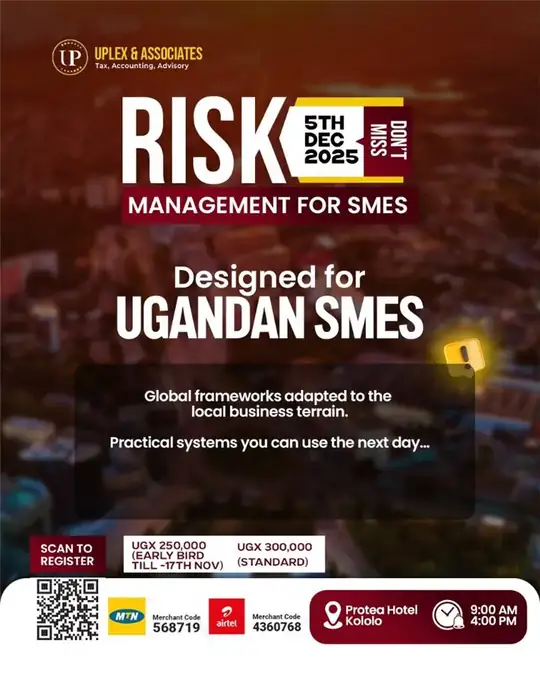 UP
UPLEX & ASSOCIATES
Tax, Accounting, Advisory
RISK
5TH
DEC
2025
DON'T
MISS
MANAGEMENT FOR SMES
Designed for
UGANDAN SMES
Global frameworks adapted to the
local business terrain.
Practical systems you can use the next day...
SCAN TO
REGISTER
UGX 250,000
(EARLY BIRD
TILL -17TH NOV)
UGX 300,000
(STANDARD)
MTN
Merchant Code
568719
airtel
Merchant Code
4360768
Protea Hotel
Kololo
9:00 AM
4:00 PM